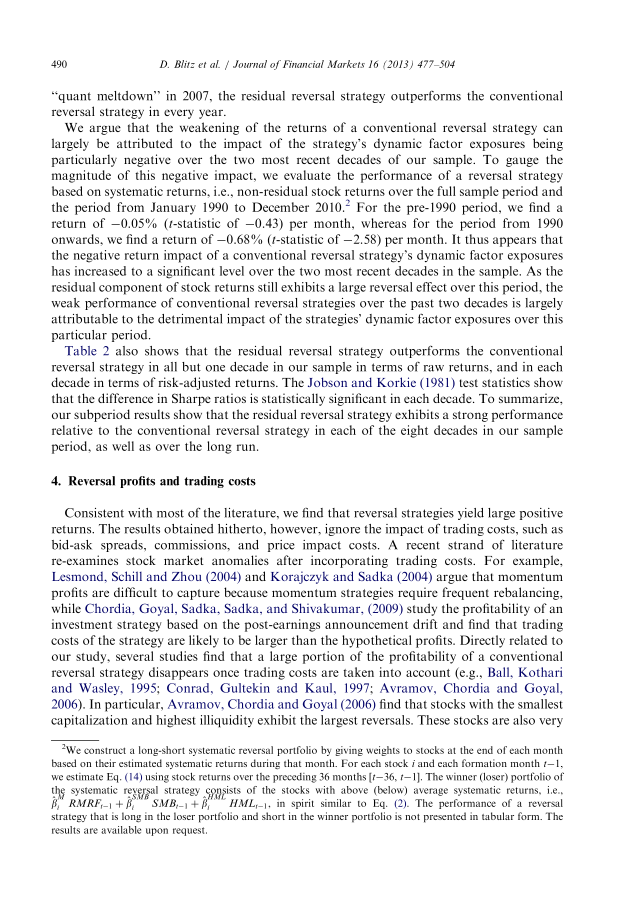 490
D. Blitz et al. / Journal of Financial Markets 16 (2013) 477–504
‘‘quant meltdown’’ in 2007, the residual reversal strategy outperforms the conventional
reversal strategy in every year.
We argue that the weakening of the returns of a conventional reversal strategy can
largely be attributed to the impact of the strategy’s dynamic factor exposures being
particularly negative over the two most recent decades of our sample. To gauge the
magnitude of this negative impact, we evaluate the performance of a reversal strategy
based on systematic returns, i.e., non-residual stock returns over the full sample period and
the period from January 1990 to December 2010.² For the pre-1990 period, we find a
return of −0.05% (t-statistic of −0.43) per month, whereas for the period from 1990
onwards, we find a return of −0.68% (t-statistic of −2.58) per month. It thus appears that
the negative return impact of a conventional reversal strategy’s dynamic factor exposures
has increased to a significant level over the two most recent decades in the sample. As the
residual component of stock returns still exhibits a large reversal effect over this period, the
weak performance of conventional reversal strategies over the past two decades is largely
attributable to the detrimental impact of the strategies’ dynamic factor exposures over this
particular period.
Table 2 also shows that the residual reversal strategy outperforms the conventional
reversal strategy in all but one decade in our sample in terms of raw returns, and in each
decade in terms of risk-adjusted returns. The Jobson and Korkie (1981) test statistics show
that the difference in Sharpe ratios is statistically significant in each decade. To summarize,
our subperiod results show that the residual reversal strategy exhibits a strong performance
relative to the conventional reversal strategy in each of the eight decades in our sample
period, as well as over the long run.
4. Reversal profits and trading costs
Consistent with most of the literature, we find that reversal strategies yield large positive
returns. The results obtained hitherto, however, ignore the impact of trading costs, such as
bid-ask spreads, commissions, and price impact costs. A recent strand of literature
re-examines stock market anomalies after incorporating trading costs. For example,
Lesmond, Schill and Zhou (2004) and Korajczyk and Sadka (2004) argue that momentum
profits are difficult to capture because momentum strategies require frequent rebalancing,
while Chordia, Goyal, Sadka, Sadka, and Shivakumar, (2009) study the profitability of an
investment strategy based on the post-earnings announcement drift and find that trading
costs of the strategy are likely to be larger than the hypothetical profits. Directly related to
our study, several studies find that a large portion of the profitability of a conventional
reversal strategy disappears once trading costs are taken into account (e.g., Ball, Kothari
and Wasley, 1995; Conrad, Gultekin and Kaul, 1997; Avramov, Chordia and Goyal,
2006). In particular, Avramov, Chordia and Goyal (2006) find that stocks with the smallest
capitalization and highest illiquidity exhibit the largest reversals. These stocks are also very
²We construct a long-short systematic reversal portfolio by giving weights to stocks at the end of each month
based on their estimated systematic returns during that month. For each stock i and each formation month t−1,
we estimate Eq. (14) using stock returns over the preceding 36 months [t−36, t−1]. The winner (loser) portfolio of
the systematic reversal strategy consists of the stocks with above (below) average systematic returns, i.e.,
β̂ᵢᴹ RMRFₜ₋₁ + β̂ᵢˢᴹᴮ SMBₜ₋₁ + β̂ᵢᴴᴹᴸ HMLₜ₋₁, in spirit similar to Eq. (2). The performance of a reversal
strategy that is long in the loser portfolio and short in the winner portfolio is not presented in tabular form. The
results are available upon request.